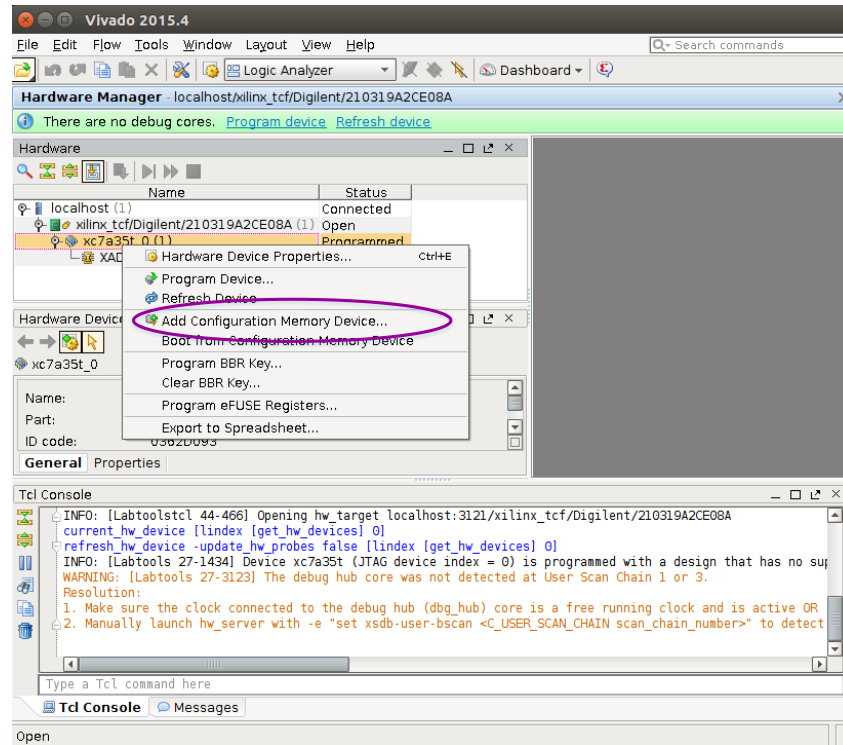 Vivado 2015.4
File Edit Flow Tools Window Layout View Help
Q- Search commands
Logic Analyzer Dashboard
Hardware Manager - localhost/xilinx_tcf/Digilent/210319A2CE08A
There are no debug cores. Program device Refresh device
Hardware
Name Status
localhost (1) Connected
xilinx_tcf/Digilent/210319A2CE08A (1) Open
xc7a35t_0 (1) Programmed
XAD
Hardware Device Properties... Ctrl+E
Program Device...
Refresh Device
Add Configuration Memory Device...
Boot from Configuration Memory Device
Program BBR Key...
Clear BBR Key...
Program eFUSE Registers...
Export to Spreadsheet...
Hardware Device
xc7a35t_0
Name:
Part:
ID code: 0362D093
General Properties
Tcl Console
INFO: [Labtoolstcl 44-466] Opening hw_target localhost:3121/xilinx_tcf/Digilent/210319A2CE08A
current_hw_device [lindex [get_hw_devices] 0]
refresh_hw_device -update_hw_probes false [lindex [get_hw_devices] 0]
INFO: [Labtools 27-1434] Device xc7a35t (JTAG device index = 0) is programmed with a design that has no sup
WARNING: [Labtools 27-3123] The debug hub core was not detected at User Scan Chain 1 or 3.
Resolution:
1. Make sure the clock connected to the debug hub (dbg_hub) core is a free running clock and is active OR
2. Manually launch hw_server with -e "set xsdb-user-bscan <C_USER_SCAN_CHAIN scan_chain_number>" to detect
Type a Tcl command here
Tcl Console Messages
Open